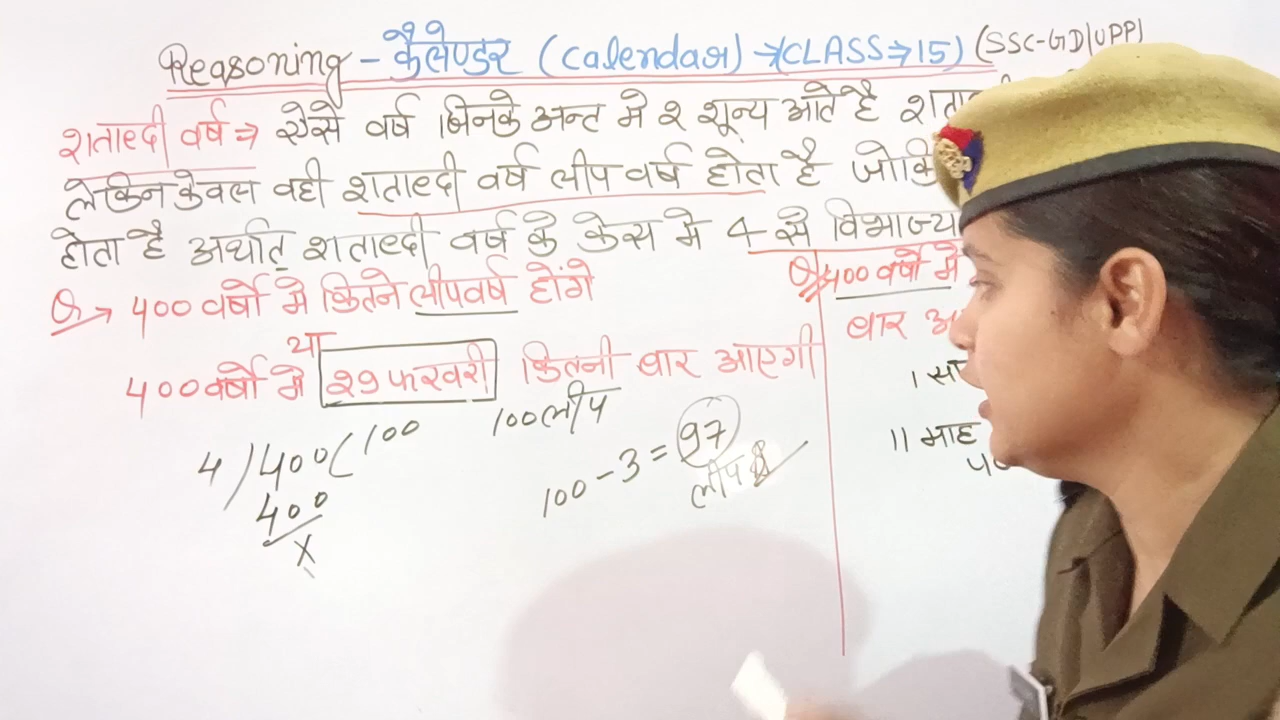 Reasoning - कैलेण्डर (Calendar) → (CLASS → 15) (SSC-GD/UPP)
शताब्दी वर्ष ⇒ ऐसे वर्ष जिनके अन्त मे २ शून्य आते है
लेकिन केवल वही शताब्दी वर्ष लीप वर्ष होता है जोकि
होता है अर्थात् शताब्दी वर्ष के केस मे 4 से विभाज्य
Q → 400 वर्षो मे कितने लीपवर्ष होंगे
या
400 वर्षो मे 29 फरवरी कितनी बार आएगी
4 ) 400 ( 100
400
x
100 लीप
100 - 3 = 97
लीप
Q 400 वर्षो मे
बार
।
।। माह